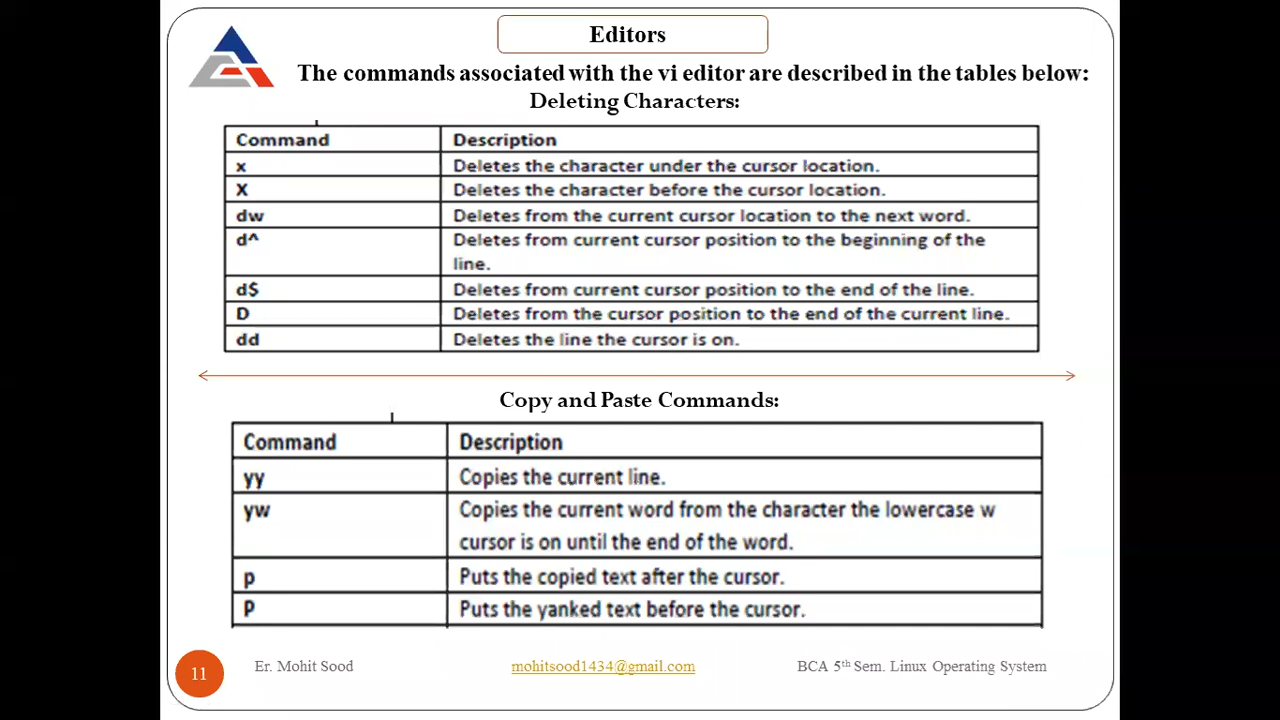 Editors
The commands associated with the vi editor are described in the tables below:
Deleting Characters:
Command Description
x Deletes the character under the cursor location.
X Deletes the character before the cursor location.
dw Deletes from the current cursor location to the next word.
d^ Deletes from current cursor position to the beginning of the
line.
d$ Deletes from current cursor position to the end of the line.
D Deletes from the cursor position to the end of the current line.
dd Deletes the line the cursor is on.
Copy and Paste Commands:
Command Description
yy Copies the current line.
yw Copies the current word from the character the lowercase w
cursor is on until the end of the word.
p Puts the copied text after the cursor.
P Puts the yanked text before the cursor.
11 Er. Mohit Sood mohitsood1434@gmail.com BCA 5th Sem. Linux Operating System